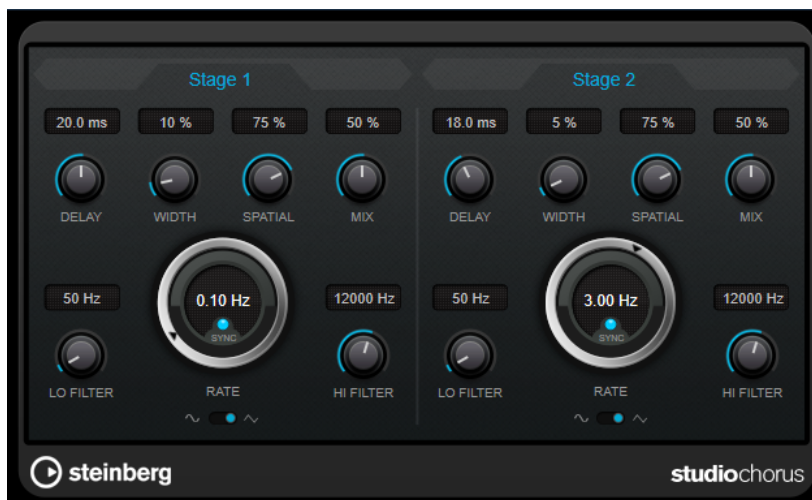 Stage 1
Stage 2
20.0 ms 10 % 75 % 50 %
18.0 ms 5 % 75 % 50 %
DELAY WIDTH SPATIAL MIX
DELAY WIDTH SPATIAL MIX
50 Hz 0.10 Hz 12000 Hz
50 Hz 3.00 Hz 12000 Hz
SYNC
SYNC
LO FILTER RATE HI FILTER
LO FILTER RATE HI FILTER
steinberg
studiochorus